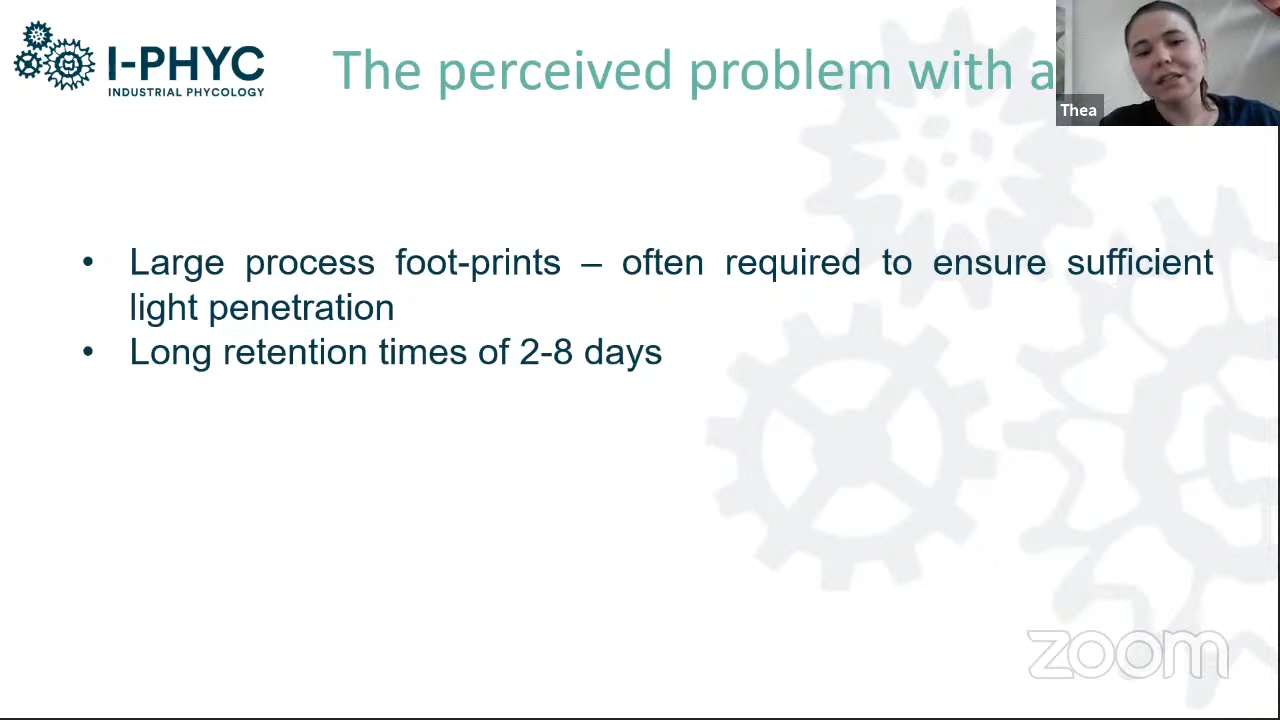 I-PHYC
INDUSTRIAL PHYCOLOGY
The perceived problem with a
Thea
• Large process foot-prints – often required to ensure sufficient
light penetration
• Long retention times of 2-8 days
zoom